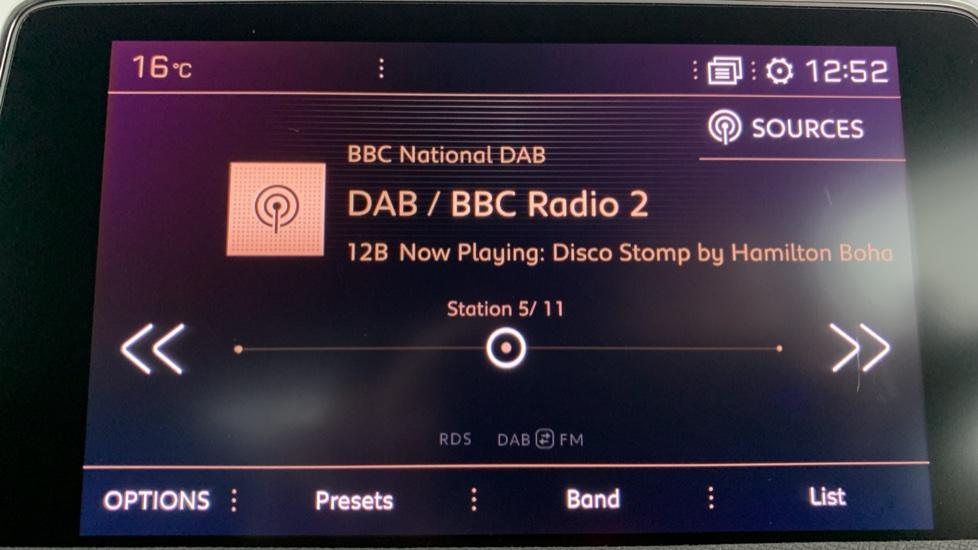 16°C 12:52
SOURCES
BBC National DAB
DAB / BBC Radio 2
12B Now Playing: Disco Stomp by Hamilton Boha
Station 5/ 11
RDS DAB FM
OPTIONS Presets Band List